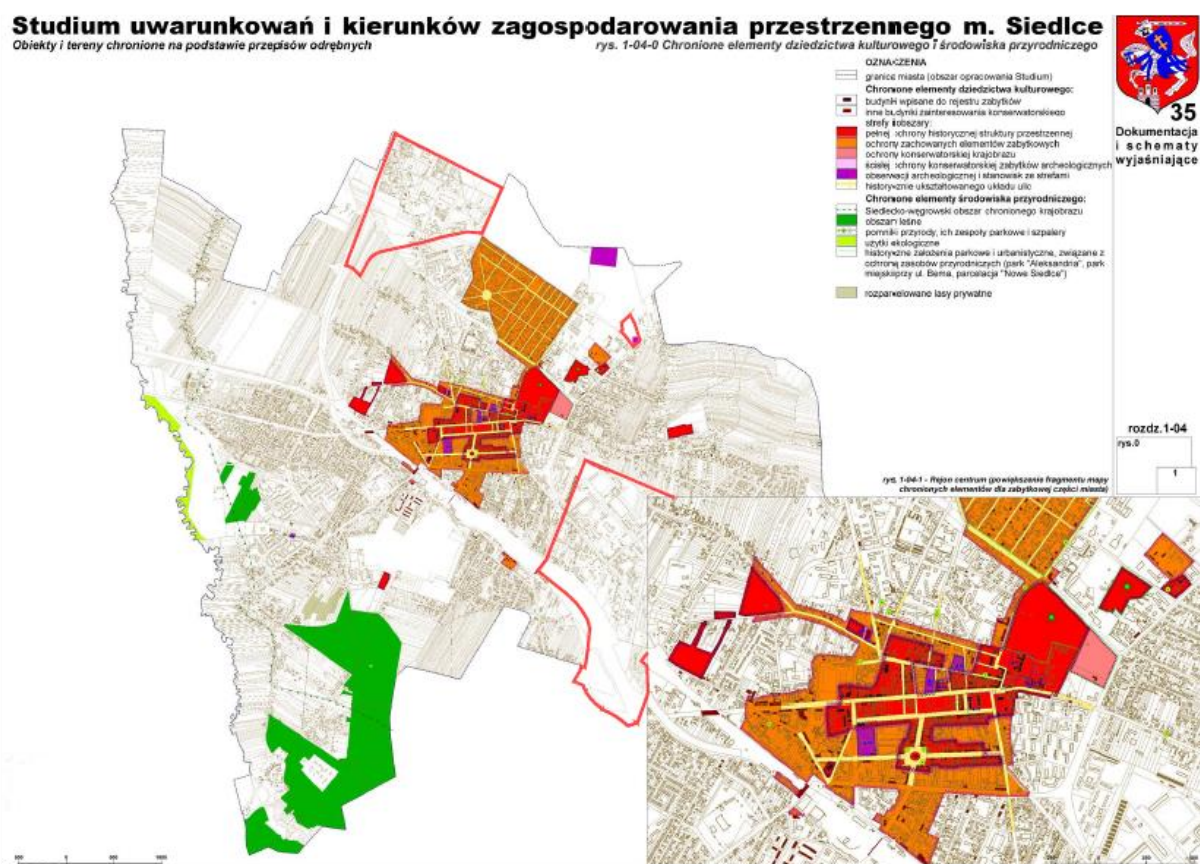 Studium uwarunkowań i kierunków zagospodarowania przestrzennego m. Siedlce
Obiekty i tereny chronione na podstawie przepisów odrębnych
rys. 1-04-0 Chronione elementy dziedzictwa kulturowego i środowiska przyrodniczego
OZNACZENIA
granice miasta (obszar opracowania Studium)
Chronione elementy dziedzictwa kulturowego:
budynki wpisane do rejestru zabytków
inne budynki zainteresowania konserwatorskiego
strefy i obszary:
pełnej ochrony historycznej struktury przestrzennej
ochrony zachowanych elementów zabytkowych
ochrony konserwatorskiej krajobrazu
ścisłej ochrony konserwatorskiej zabytków archeologicznych
obserwacji archeologicznej i stanowisk ze strefami
historycznie ukształtowanego układu ulic
Chronione elementy środowiska przyrodniczego:
Siedlecko-węgrowski obszar chronionego krajobrazu
obszary leśne
pomniki przyrody, ich zespoły parkowe i szpalery
użytki ekologiczne
historyczne założenia parkowe i urbanistyczne, związane z
ochroną zasobów przyrodniczych (park "Aleksandria", park
miejski przy ul. Bema, parcelacja "Nowe Siedlce")
rozparcelowane lasy prywatne
35
Dokumentacja
i schematy
wyjaśniające
rozdz.1-04
rys.0
1
rys. 1-04-1 - Rejon centrum (powiększenie fragmentu mapy
chronionych elementów dla zabytkowej części miasta)